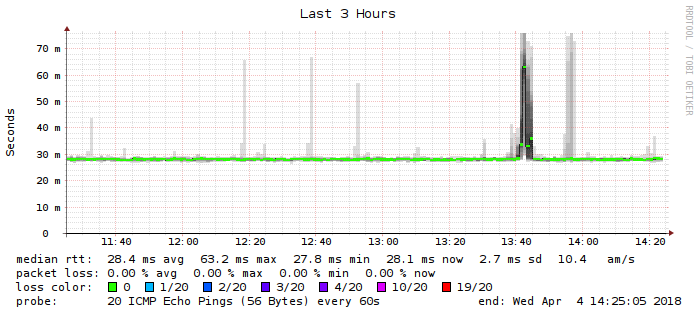 Last 3 Hours
RRDTOOL / TOBI OETIKER
Seconds
70 m
60 m
50 m
40 m
30 m
20 m
10 m
0
11:40 12:00 12:20 12:40 13:00 13:20 13:40 14:00 14:20
median rtt: 28.4 ms avg 63.2 ms max 27.8 ms min 28.1 ms now 2.7 ms sd 10.4 am/s
packet loss: 0.00 % avg 0.00 % max 0.00 % min 0.00 % now
loss color: 0 1/20 2/20 3/20 4/20 10/20 19/20
probe: 20 ICMP Echo Pings (56 Bytes) every 60s end: Wed Apr 4 14:25:05 2018